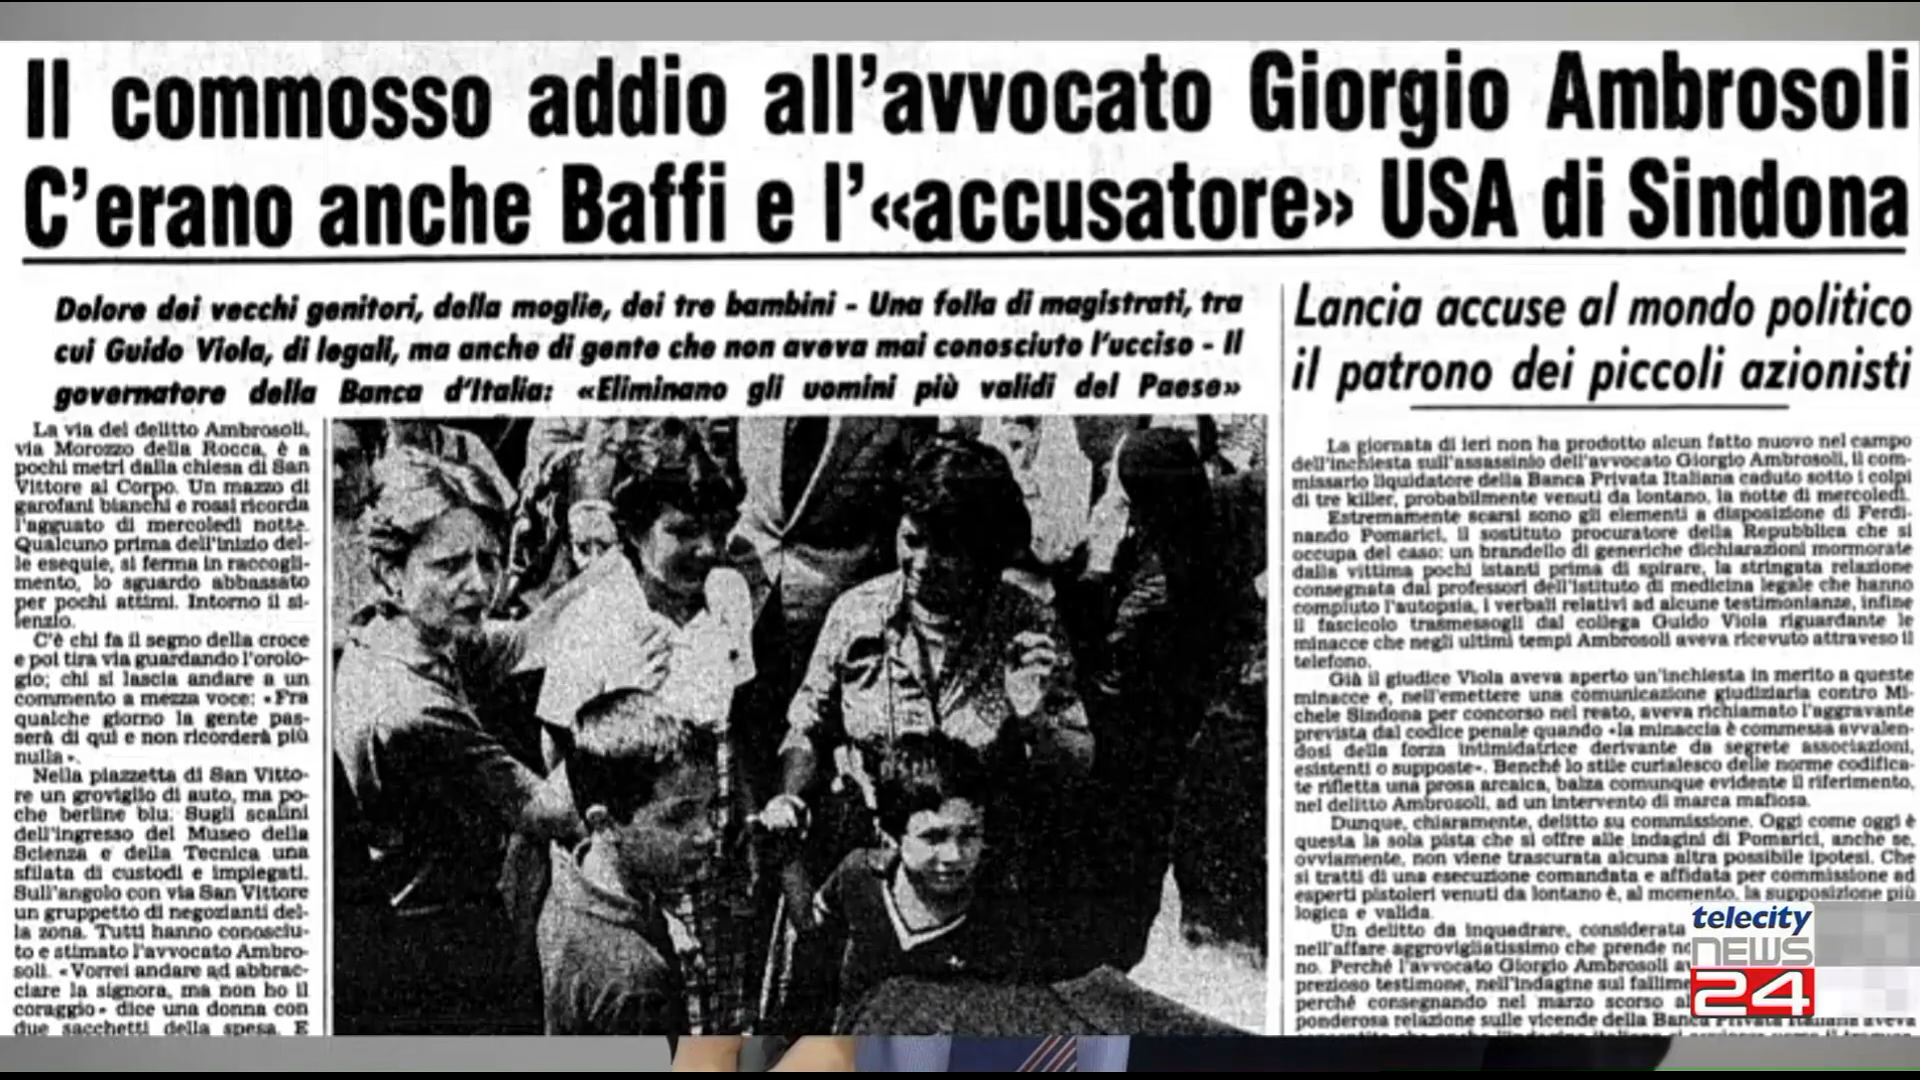 Il commosso addio all'avvocato Giorgio Ambrosoli
C'erano anche Baffi e l'«accusatore» USA di Sindona
Dolore dei vecchi genitori, della moglie, dei tre bambini - Una folla di magistrati, tra
cui Guido Viola, di legali, ma anche di gente che non aveva mai conosciuto l'ucciso - Il
governatore della Banca d'Italia: «Eliminano gli uomini più validi del Paese»
La via del delitto Ambrosoli,
via Morozzo della Rocca, è a
pochi metri dalla chiesa di San
Vittore al Corpo. Un mazzo di
garofani bianchi e rossi ricorda
l'agguato di mercoledì notte.
Qualcuno prima dell'inizio del-
le esequie, si ferma in raccogli-
mento, lo sguardo abbassato
per pochi attimi. Intorno il si-
lenzio.
C'è chi fa il segno della croce
e poi tira via guardando l'orolo-
gio; chi si lascia andare a un
commento a mezza voce: «Fra
qualche giorno la gente pas-
serà di qui e non ricorderà più
nulla».
Nella piazzetta di San Vitto-
re un groviglio di auto, ma po-
che berline blu. Sugli scalini
dell'ingresso del Museo della
Scienza e della Tecnica una
sfilata di custodi e impiegati.
Sull'angolo con via San Vittore
un gruppetto di negozianti del-
la zona. Tutti hanno conosciu-
to e stimato l'avvocato Ambro-
soli. «Vorrei andare ad abbrac-
ciare la signora, ma non ho il
coraggio» dice una donna con
due sacchetti della spesa. E
Lancia accuse al mondo politico
il patrono dei piccoli azionisti
La giornata di ieri non ha prodotto alcun fatto nuovo nel campo
dell'inchiesta sull'assassinio dell'avvocato Giorgio Ambrosoli, il com-
missario liquidatore della Banca Privata Italiana caduto sotto i colpi
di tre killer, probabilmente venuti da lontano, la notte di mercoledì.
Estremamente scarsi sono gli elementi a disposizione di Ferdi-
nando Pomarici, il sostituto procuratore della Repubblica che si
occupa del caso: un brandello di generiche dichiarazioni mormorate
dalla vittima pochi istanti prima di spirare, la stringata relazione
consegnata dai professori dell'istituto di medicina legale che hanno
compiuto l'autopsia, i verbali relativi ad alcune testimonianze, infine
il fascicolo trasmessogli dal collega Guido Viola riguardante le
minacce che negli ultimi tempi Ambrosoli aveva ricevuto attraveso il
telefono.
Già il giudice Viola aveva aperto un'inchiesta in merito a queste
minacce e, nell'emettere una comunicazione giudiziaria contro Mi-
chele Sindona per concorso nel reato, aveva richiamato l'aggravante
prevista dal codice penale quando «la minaccia è commessa avvalen-
dosi della forza intimidatrice derivante da segrete associazioni,
esistenti o supposte». Benché lo stile curialesco delle norme codifica-
te rifletta una prosa arcaica, balza comunque evidente il riferimento,
nel delitto Ambrosoli, ad un intervento di marca mafiosa.
Dunque, chiaramente, delitto su commissione. Oggi come oggi è
questa la sola pista che si offre alle indagini di Pomarici, anche se,
ovviamente, non viene trascurata alcuna altra possibile ipotesi. Che
si tratti di una esecuzione comandata e affidata per commissione ad
esperti pistoleri venuti da lontano è, al momento, la supposizione più
logica e valida.
Un delitto da inquadrare, considerata
nell'affare aggrovigliatissimo che prende
no. Perché l'avvocato Giorgio Ambrosoli
prezioso testimone, nell'indagine sul
perché consegnando nel marzo scorso
ponderosa relazione sulle vicende della Banca Privata Italiana aveva
telecity
NEWS
24